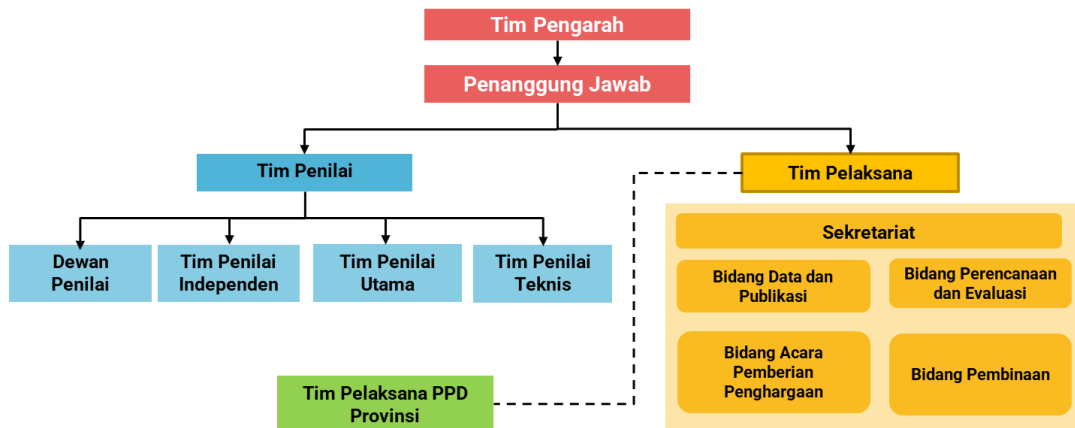 Tim Pengarah
Penanggung Jawab
Tim Penilai
Tim Pelaksana
Dewan
Penilai
Tim Penilai
Independen
Tim Penilai
Utama
Tim Penilai
Teknis
Sekretariat
Bidang Data dan
Publikasi
Bidang Perencanaan
dan Evaluasi
Bidang Acara
Pemberian
Penghargaan
Bidang Pembinaan
Tim Pelaksana PPD
Provinsi